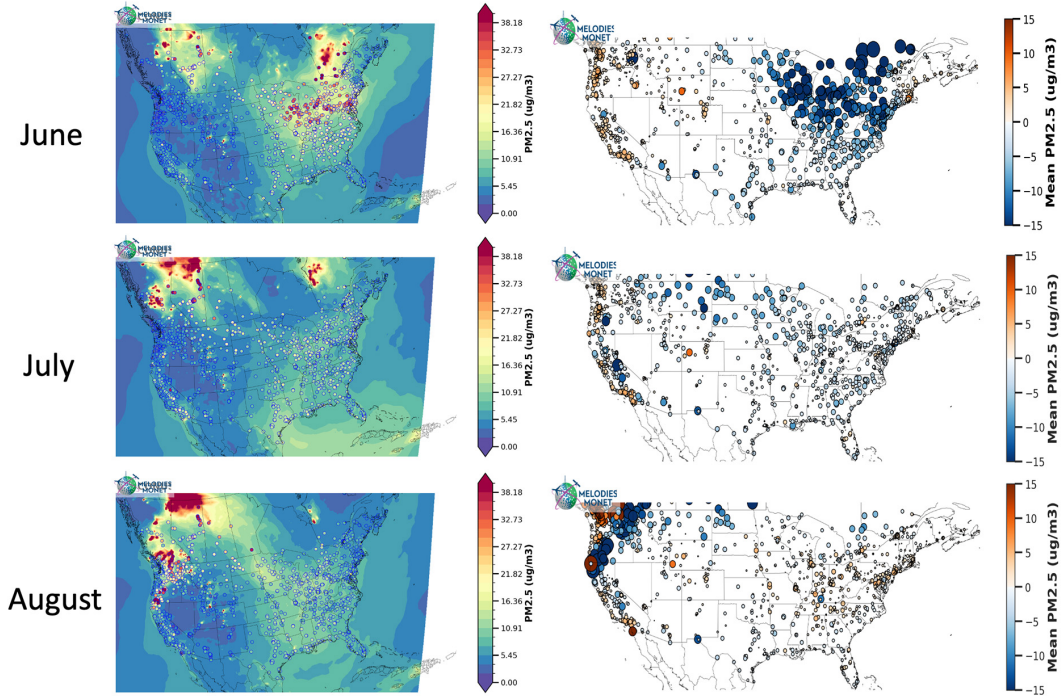 MELODIES
MONET
38.18
32.73
27.27
21.82
16.36
10.91
5.45
0.00
PM2.5 (ug/m3)
MELODIES
MONET
15
10
5
0
−5
−10
−15
Mean PM2.5 (ug/m3)
June
MELODIES
MONET
38.18
32.73
27.27
21.82
16.36
10.91
5.45
0.00
PM2.5 (ug/m3)
MELODIES
MONET
15
10
5
0
−5
−10
−15
Mean PM2.5 (ug/m3)
July
MELODIES
MONET
38.18
32.73
27.27
21.82
16.36
10.91
5.45
0.00
PM2.5 (ug/m3)
MELODIES
MONET
15
10
5
0
−5
−10
−15
Mean PM2.5 (ug/m3)
August